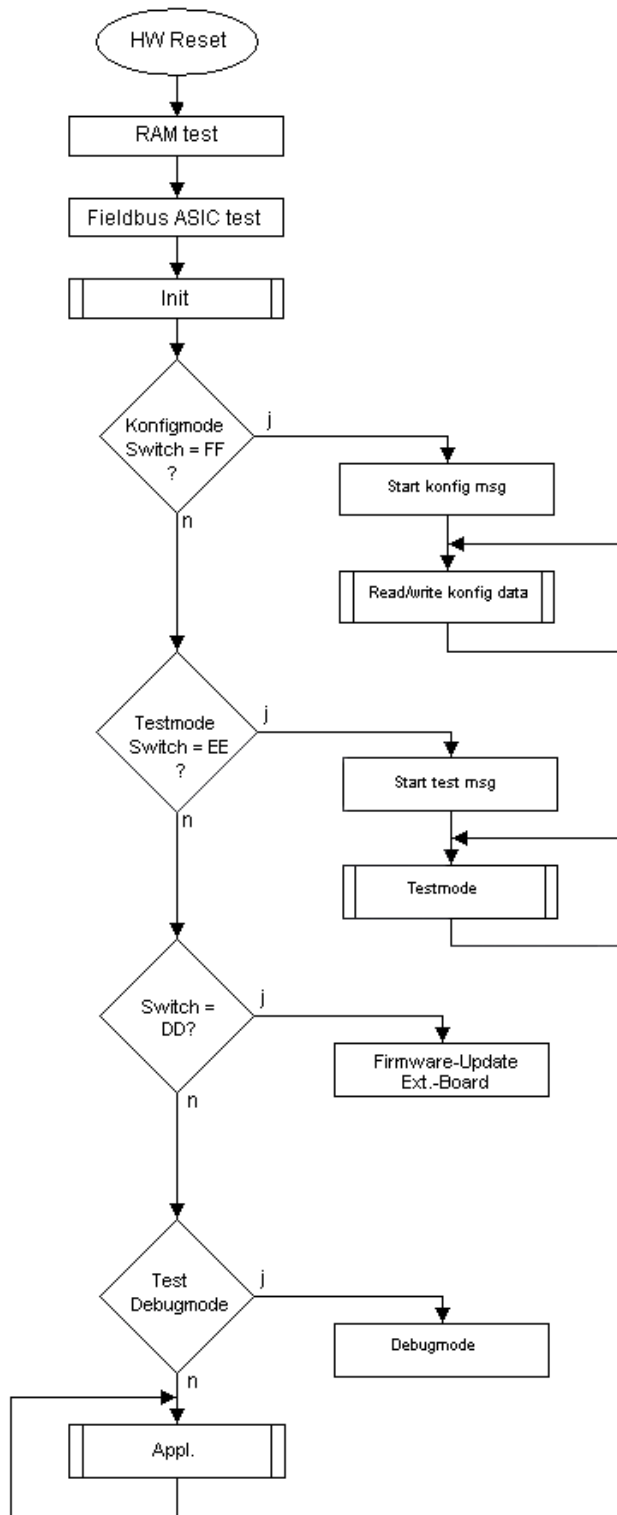 HW Reset
RAM test
Fieldbus ASIC test
Init
Konfigmode
Switch = FF
?
j
n
Start konfig msg
Read/write konfig data
Testmode
Switch = EE
?
j
n
Start test msg
Testmode
Switch =
DD?
j
n
Firmware-Update
Ext.-Board
Test
Debugmode
j
n
Debugmode
Appl.